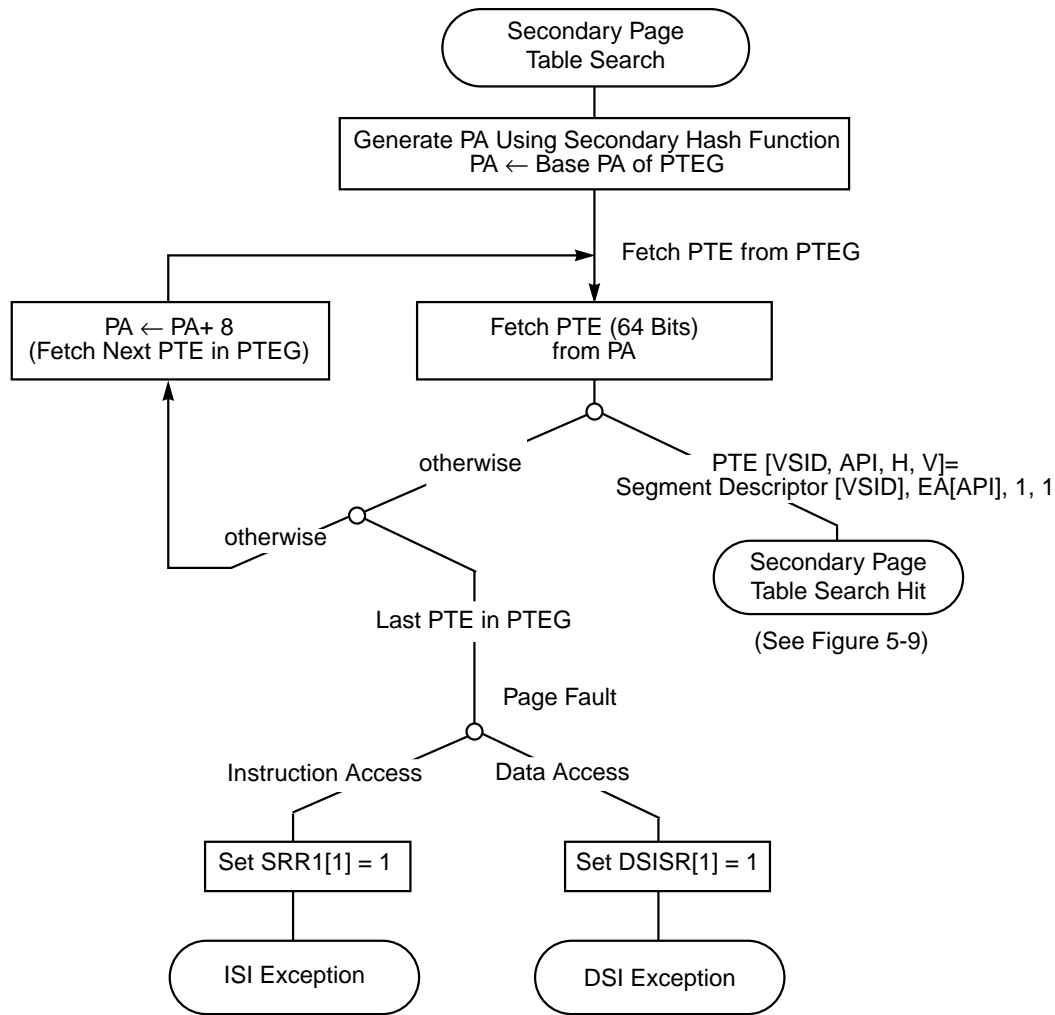 Secondary Page
Table Search
Generate PA Using Secondary Hash Function
PA ← Base PA of PTEG
Fetch PTE from PTEG
PA ← PA+ 8
(Fetch Next PTE in PTEG)
Fetch PTE (64 Bits)
from PA
otherwise
PTE [VSID, API, H, V]=
Segment Descriptor [VSID], EA[API], 1, 1
otherwise
Secondary Page
Table Search Hit
Last PTE in PTEG
(See Figure 5-9)
Page Fault
Instruction Access
Data Access
Set SRR1[1] = 1
Set DSISR[1] = 1
ISI Exception
DSI Exception